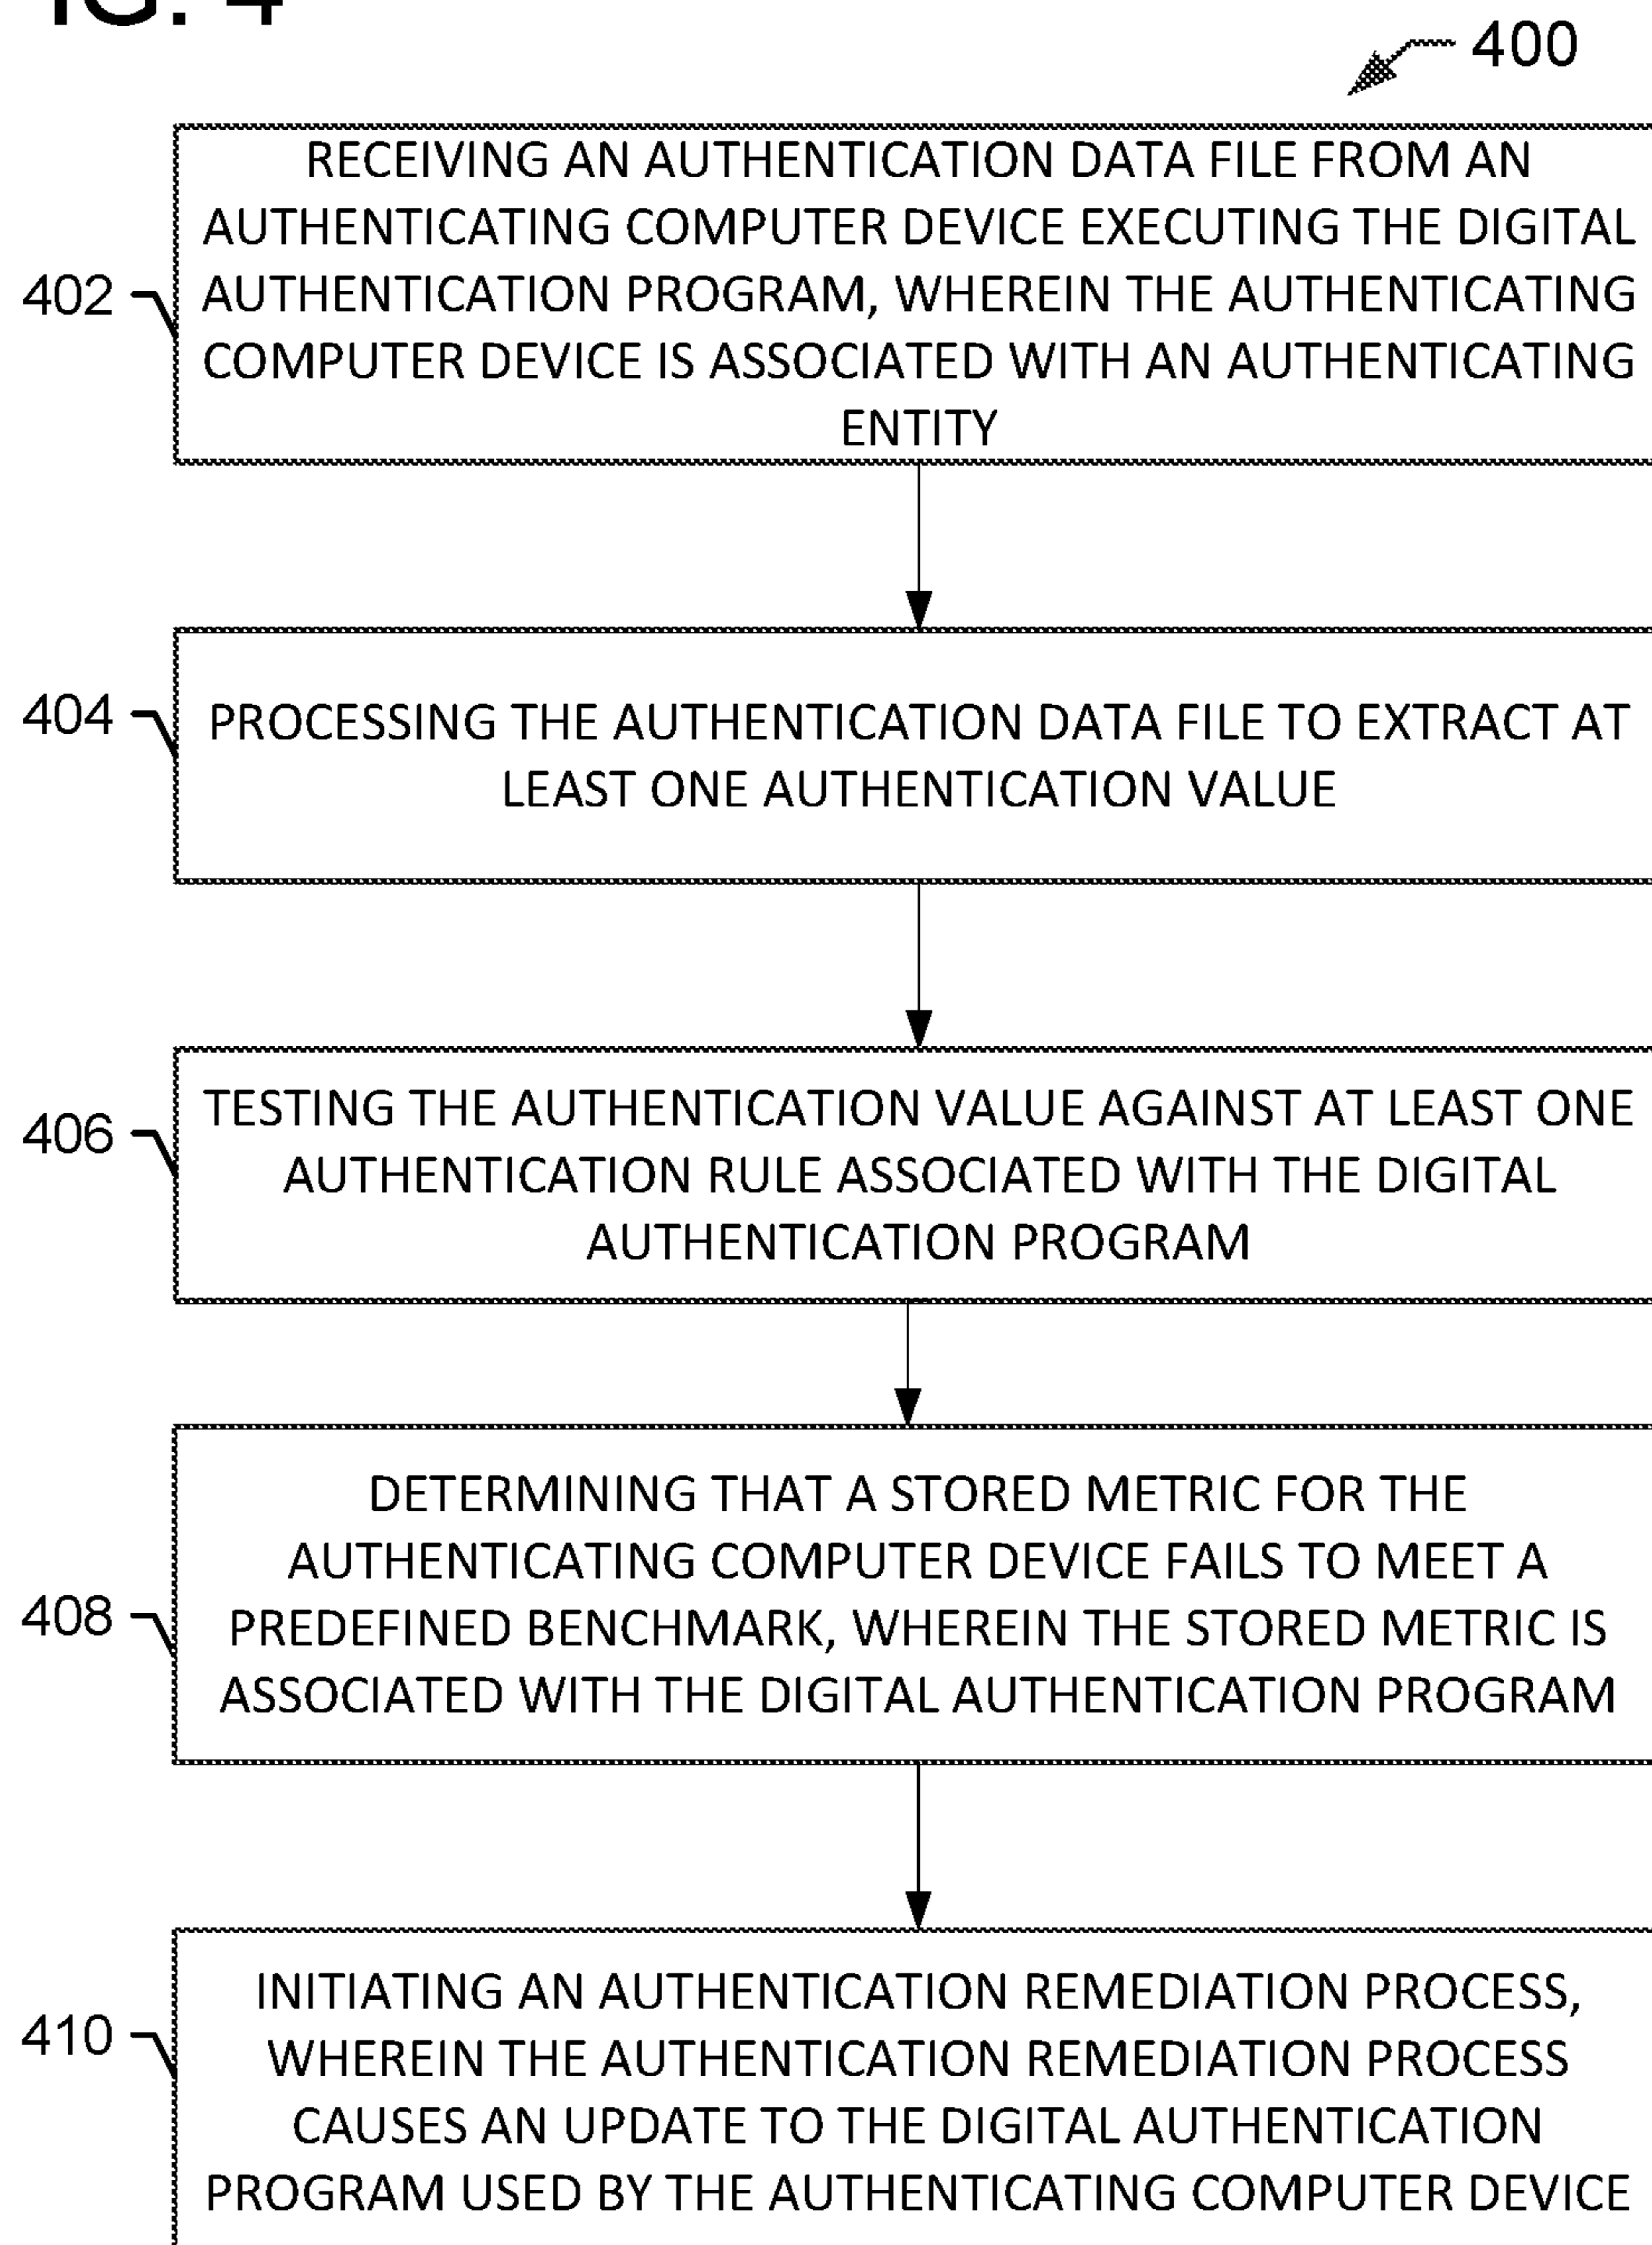 FIG. 4
400
RECEIVING AN AUTHENTICATION DATA FILE FROM AN
AUTHENTICATING COMPUTER DEVICE EXECUTING THE DIGITAL
402
AUTHENTICATION PROGRAM, WHEREIN THE AUTHENTICATING
COMPUTER DEVICE IS ASSOCIATED WITH AN AUTHENTICATING
ENTITY
404
PROCESSING THE AUTHENTICATION DATA FILE TO EXTRACT AT
LEAST ONE AUTHENTICATION VALUE
TESTING THE AUTHENTICATION VALUE AGAINST AT LEAST ONE
406
AUTHENTICATION RULE ASSOCIATED WITH THE DIGITAL
AUTHENTICATION PROGRAM
DETERMINING THAT A STORED METRIC FOR THE
AUTHENTICATING COMPUTER DEVICE FAILS TO MEET A
408
PREDEFINED BENCHMARK, WHEREIN THE STORED METRIC IS
ASSOCIATED WITH THE DIGITAL AUTHENTICATION PROGRAM
INITIATING AN AUTHENTICATION REMEDIATION PROCESS,
410
WHEREIN THE AUTHENTICATION REMEDIATION PROCESS
CAUSES AN UPDATE TO THE DIGITAL AUTHENTICATION
PROGRAM USED BY THE AUTHENTICATING COMPUTER DEVICE